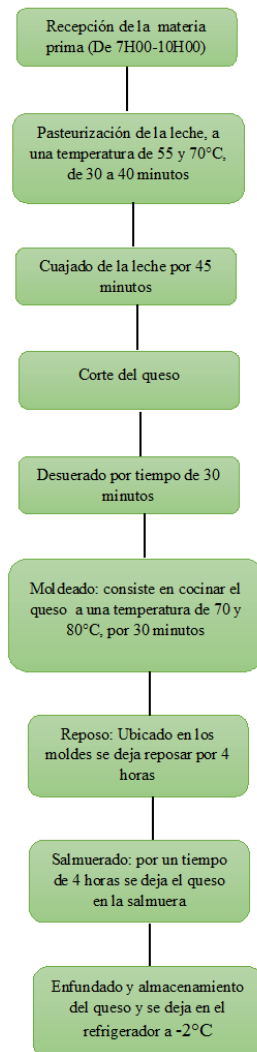 Recepción de la materia
prima (De 7H00-10H00)
Pasteurización de la leche, a
una temperatura de 55 y 70°C,
de 30 a 40 minutos
Cuajado de la leche por 45
minutos
Corte del queso
Desuerado por tiempo de 30
minutos
Moldeado: consiste en cocinar el
queso a una temperatura de 70 y
80°C, por 30 minutos
Reposo: Ubicado en los
moldes se deja reposar por 4
horas
Salmuerado: por un tiempo
de 4 horas se deja el queso
en la salmuera
Enfundado y almacenamiento
del queso y se deja en el
refrigerador a -2°C